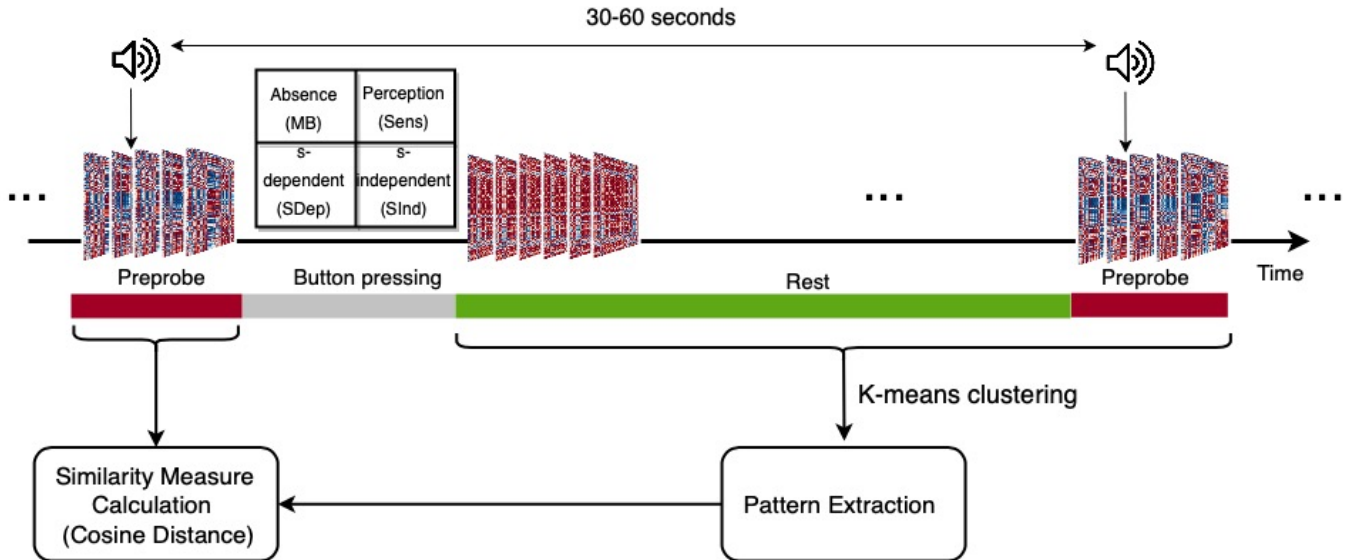 30-60 seconds
Absence
(MB)
Perception
(Sens)
s-
dependent
(SDep)
s-
independent
(SInd)
...
...
...
Preprobe
Button pressing
Rest
Preprobe
Time
K-means clustering
Similarity Measure
Calculation
(Cosine Distance)
Pattern Extraction